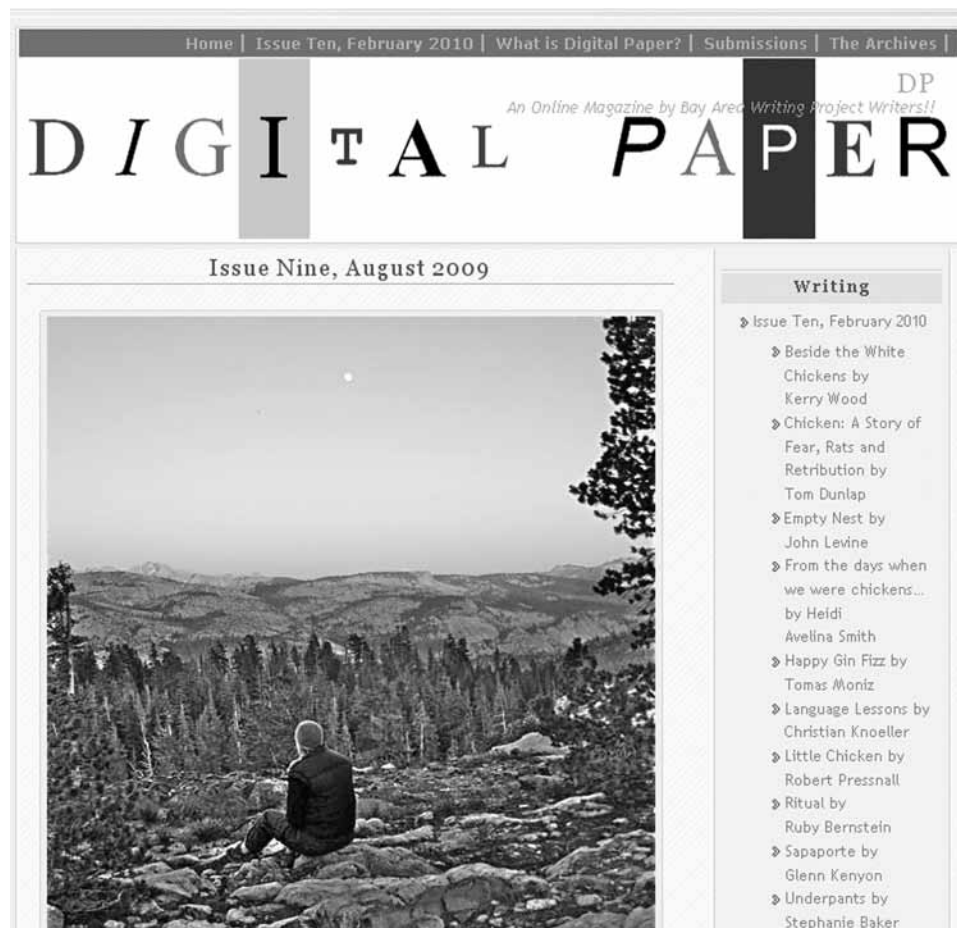 Home | Issue Ten, February 2010 | What is Digital Paper? | Submissions | The Archives |
DP
An Online Magazine by Bay Area Writing Project Writers!!
DIGITAL PAPER
Issue Nine, August 2009
Writing
Issue Ten, February 2010
Beside the White
Chickens by
Kerry Wood
Chicken: A Story of
Fear, Rats and
Retribution by
Tom Dunlap
Empty Nest by
John Levine
From the days when
we were chickens...
by Heidi
Avelina Smith
Happy Gin Fizz by
Tomas Moniz
Language Lessons by
Christian Knoeller
Little Chicken by
Robert Pressnall
Ritual by
Ruby Bernstein
Sapaporte by
Glenn Kenyon
Underpants by
Stephanie Baker